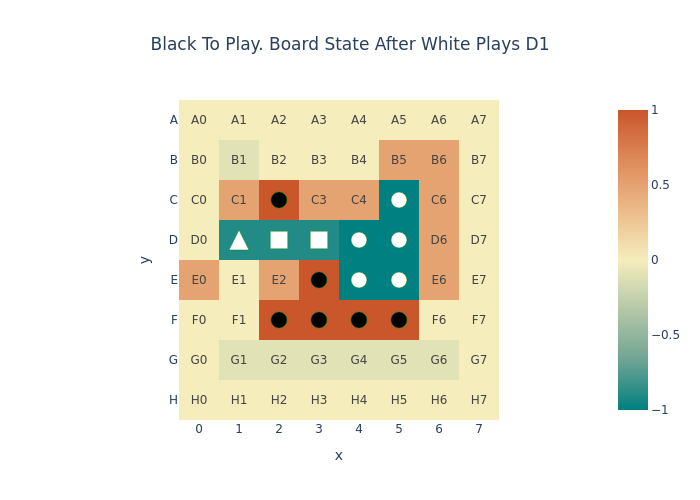 Black To Play. Board State After White Plays D1
A A0 A1 A2 A3 A4 A5 A6 A7
B B0 B1 B2 B3 B4 B5 B6 B7
C C0 C1 C3 C4 C6 C7
D D0 D6 D7
E E0 E1 E2 E6 E7
F F0 F1 F6 F7
G G0 G1 G2 G3 G4 G5 G6 G7
H H0 H1 H2 H3 H4 H5 H6 H7
0 1 2 3 4 5 6 7
x
y
1
0.5
0
−0.5
−1